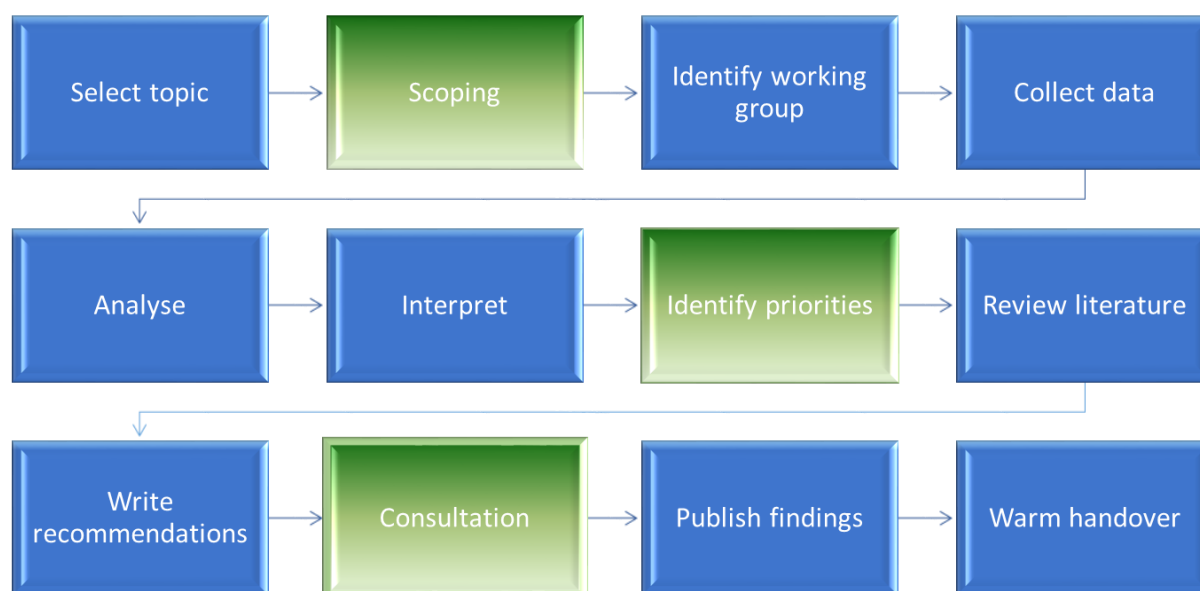 Select topic
Scoping
Identify working
group
Collect data
Analyse
Interpret
Identify priorities
Review literature
Write
recommendations
Consultation
Publish findings
Warm handover